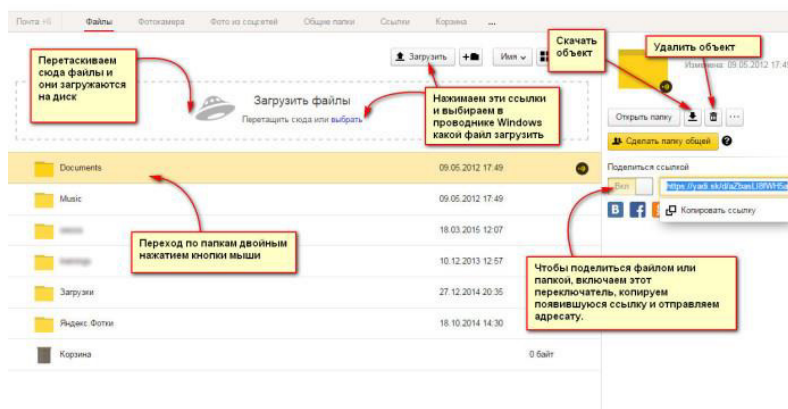 Почта +6 Файлы Фотокамера Фото из соцсетей Общие папки Ссылки Корзина ...
Перетаскиваем
сюда файлы и
они загружаются
на диск
Загрузить
Имя
Скачать
объект
Удалить объект
Изменена: 09.05.2012 17:49
Загрузить файлы
Перетащить сюда или выбрать
Нажимаем эти ссылки
и выбираем в
проводнике Windows
какой файл загрузить
Открыть папку ...
Сделать папку общей ?
Поделиться ссылкой
Вкл
Копировать ссылку
Documents 09.05.2012 17:49
Music 09.05.2012 17:49
18.03.2015 12:07
Переход по папкам двойным
нажатием кнопки мыши
10.12.2013 12:57
Загрузки 27.12.2014 20:35
Яндекс.Фотки 18.10.2014 14:30
Корзина 0 байт
Чтобы поделиться файлом или
папкой, включаем этот
переключатель, копируем
появившуюся ссылку и отправляем
адресату.